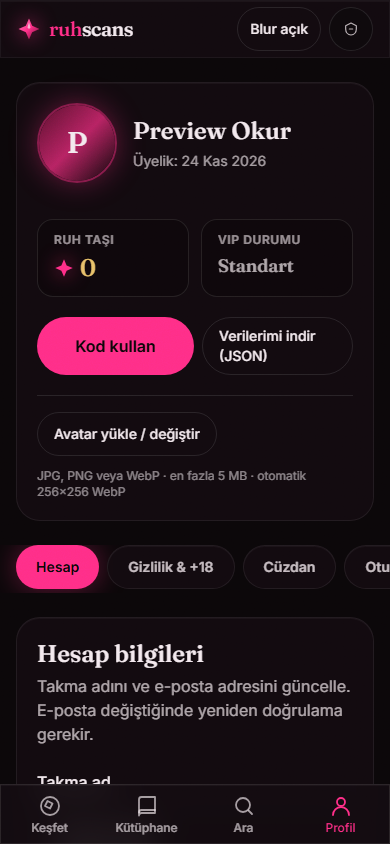 ruhscans
Blur açık
P
Preview Okur
Üyelik: 24 Kas 2026
RUH TAŞI
0
VIP DURUMU
Standart
Kod kullan
Verilerimi indir
(JSON)
Avatar yükle / değiştir
JPG, PNG veya WebP · en fazla 5 MB · otomatik
256×256 WebP
Hesap
Gizlilik & +18
Cüzdan
Otu
Hesap bilgileri
Takma adını ve e-posta adresini güncelle.
E-posta değiştiğinde yeniden doğrulama
gerekir.
Takma ad
Keşfet
Kütüphane
Ara
Profil